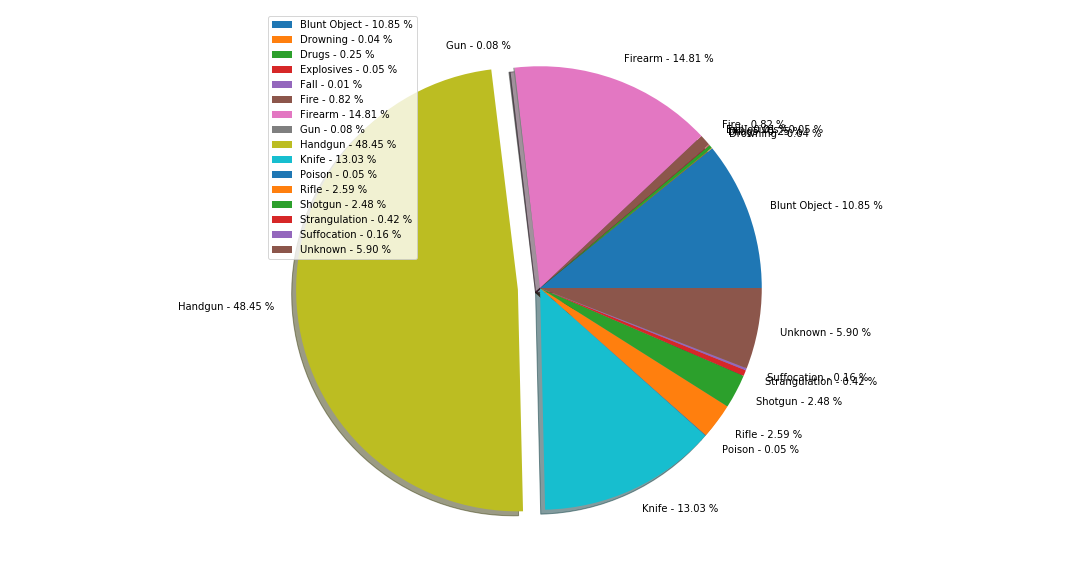 Blunt Object - 10.85 %
Drowning - 0.04 %
Drugs - 0.25 %
Explosives - 0.05 %
Fall - 0.01 %
Fire - 0.82 %
Firearm - 14.81 %
Gun - 0.08 %
Handgun - 48.45 %
Knife - 13.03 %
Poison - 0.05 %
Rifle - 2.59 %
Shotgun - 2.48 %
Strangulation - 0.42 %
Suffocation - 0.16 %
Unknown - 5.90 %
Gun - 0.08 %
Firearm - 14.81 %
Fire - 0.82 %
Drowning - 0.04 %
Blunt Object - 10.85 %
Handgun - 48.45 %
Unknown - 5.90 %
Suffocation - 0.16 %
Strangulation - 0.42 %
Shotgun - 2.48 %
Rifle - 2.59 %
Poison - 0.05 %
Knife - 13.03 %